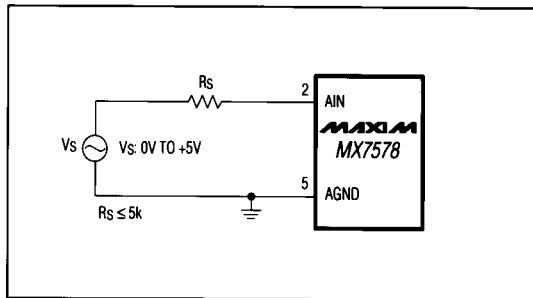 RS
2
AIN
MAXIM
MX7578
VS
VS: 0V TO +5V
5
AGND
RS ≤ 5k